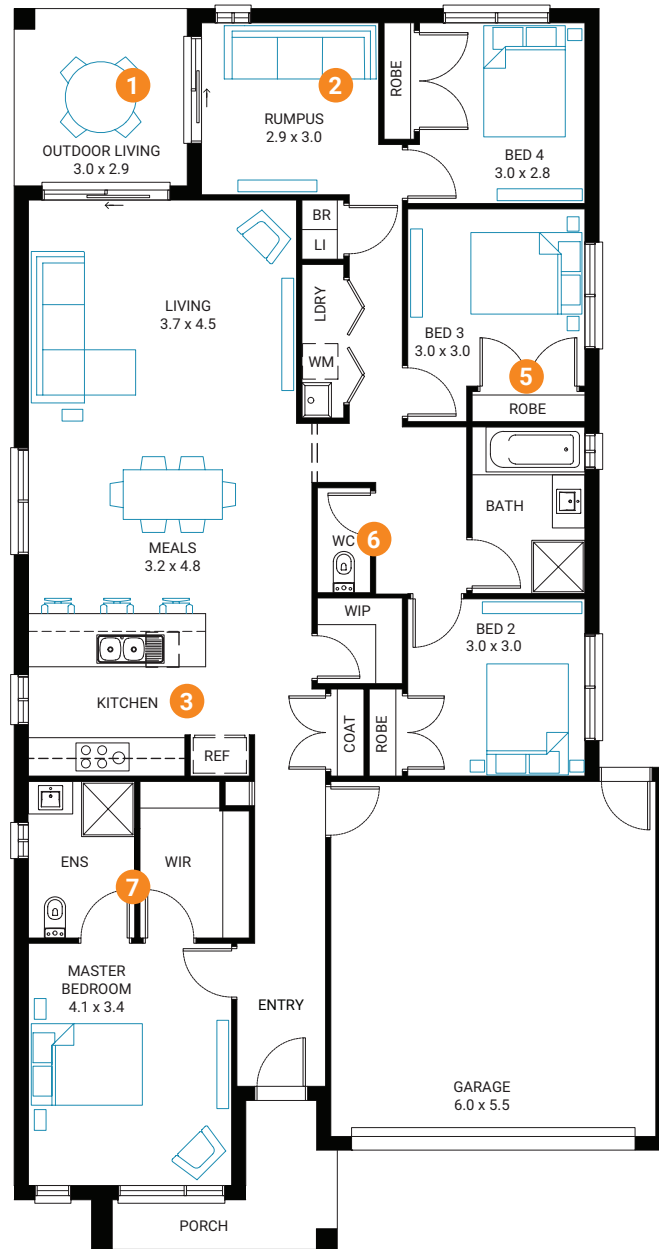 1
OUTDOOR LIVING
3.0 x 2.9
2
RUMPUS
2.9 x 3.0
ROBE
BED 4
3.0 x 2.8
BR
LI
LIVING
3.7 x 4.5
LDRY
WM
BED 3
3.0 x 3.0
5
ROBE
MEALS
3.2 x 4.8
WC
6
BATH
WIP
BED 2
3.0 x 3.0
KITCHEN
3
REF
COAT
ROBE
ENS
WIR
7
MASTER
BEDROOM
4.1 x 3.4
ENTRY
GARAGE
6.0 x 5.5
PORCH